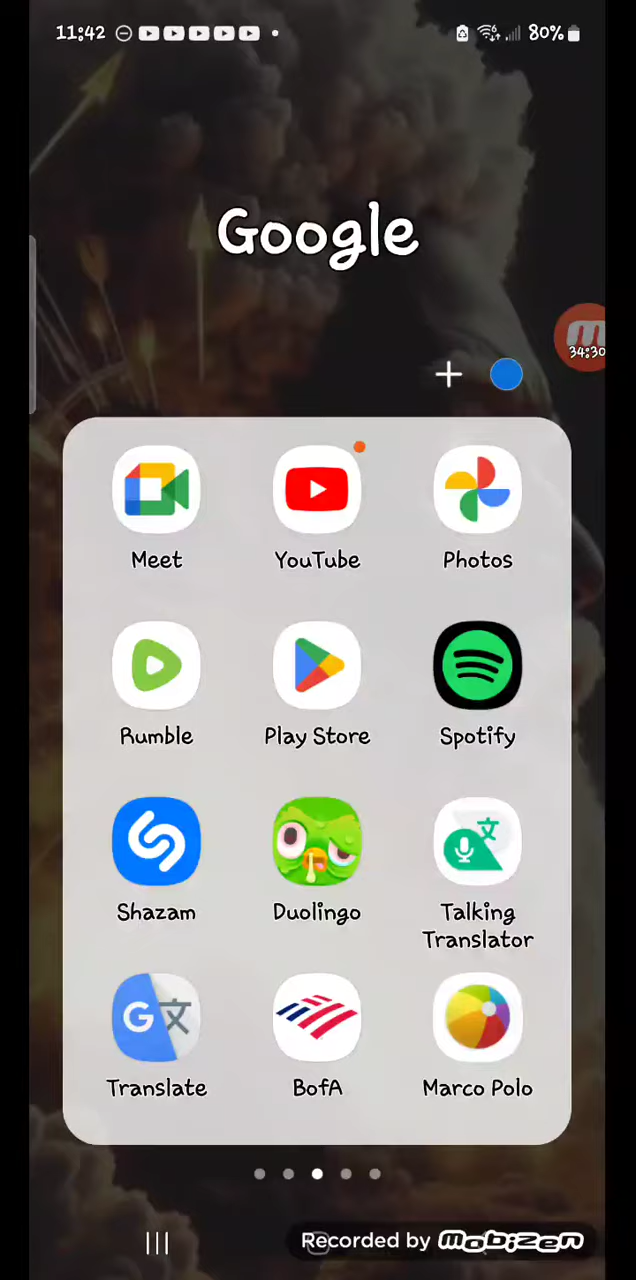 11:42
80%
Google
34:30
Meet
YouTube
Photos
Rumble
Play Store
Spotify
Shazam
Duolingo
Talking
Translator
G 文
Translate
BofA
Marco Polo
Recorded by mobizen